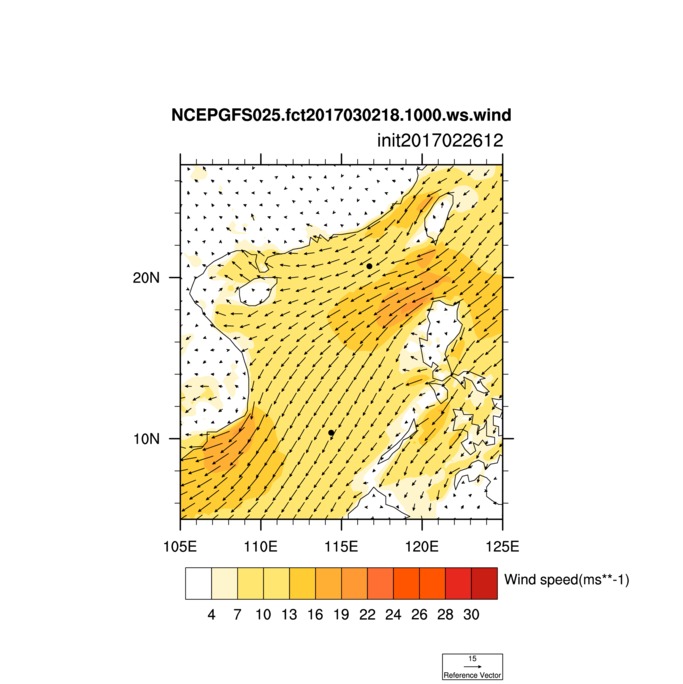 NCEPGFS025.fct2017030218.1000.ws.wind
init2017022612
20N
10N
105E 110E 115E 120E 125E
Wind speed(ms**-1)
4 7 10 13 16 19 22 24 26 28 30
15
Reference Vector